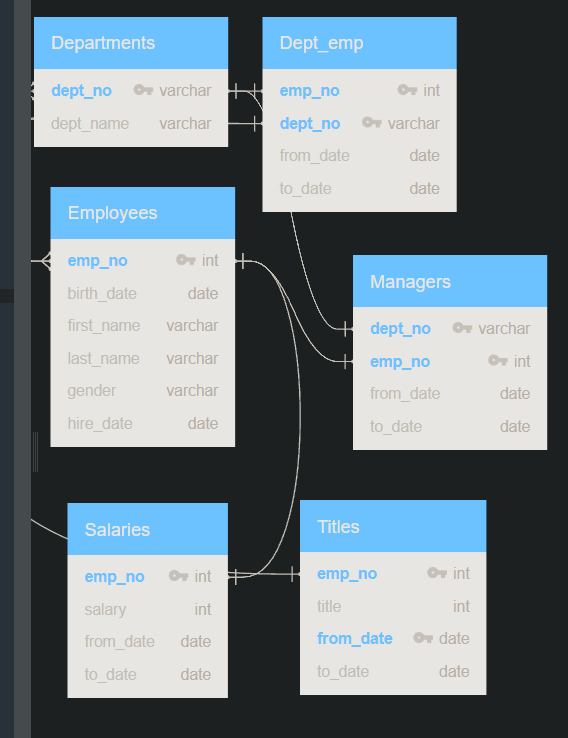 Departments
dept_no varchar
dept_name varchar
Dept_emp
emp_no int
dept_no varchar
from_date date
to_date date
Employees
emp_no int
birth_date date
first_name varchar
last_name varchar
gender varchar
hire_date date
Managers
dept_no varchar
emp_no int
from_date date
to_date date
Salaries
emp_no int
salary int
from_date date
to_date date
Titles
emp_no int
title int
from_date date
to_date date